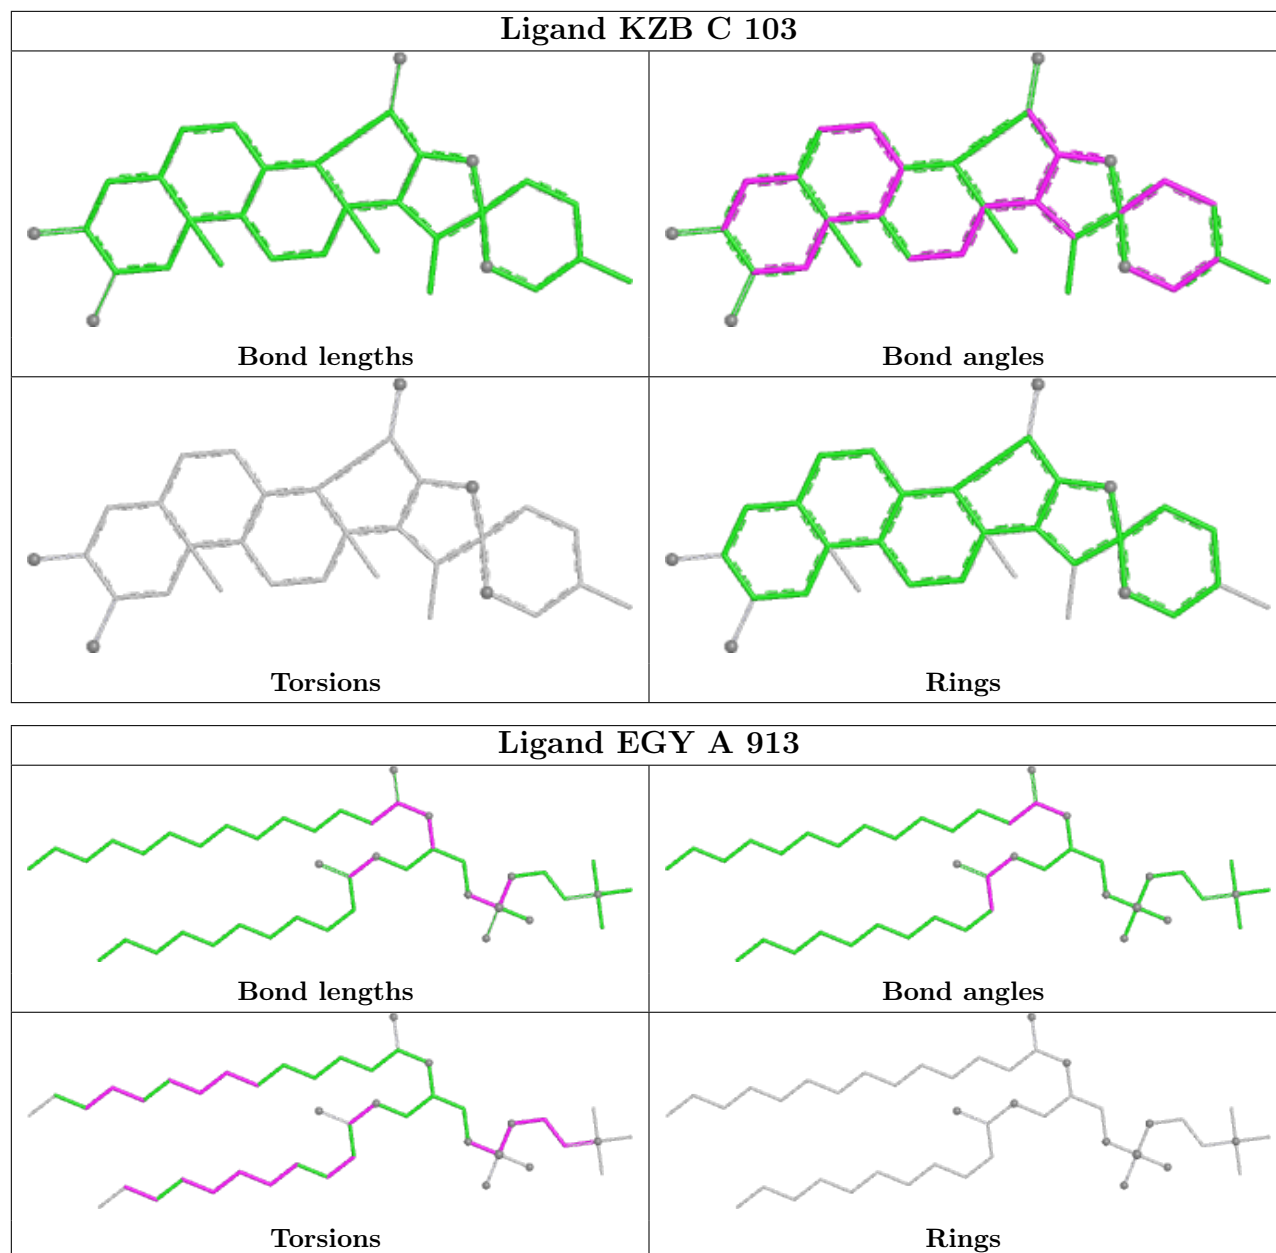 Ligand KZB C 103
Bond lengths
Bond angles
Torsions
Rings
Ligand EGY A 913
Bond lengths
Bond angles
Torsions
Rings